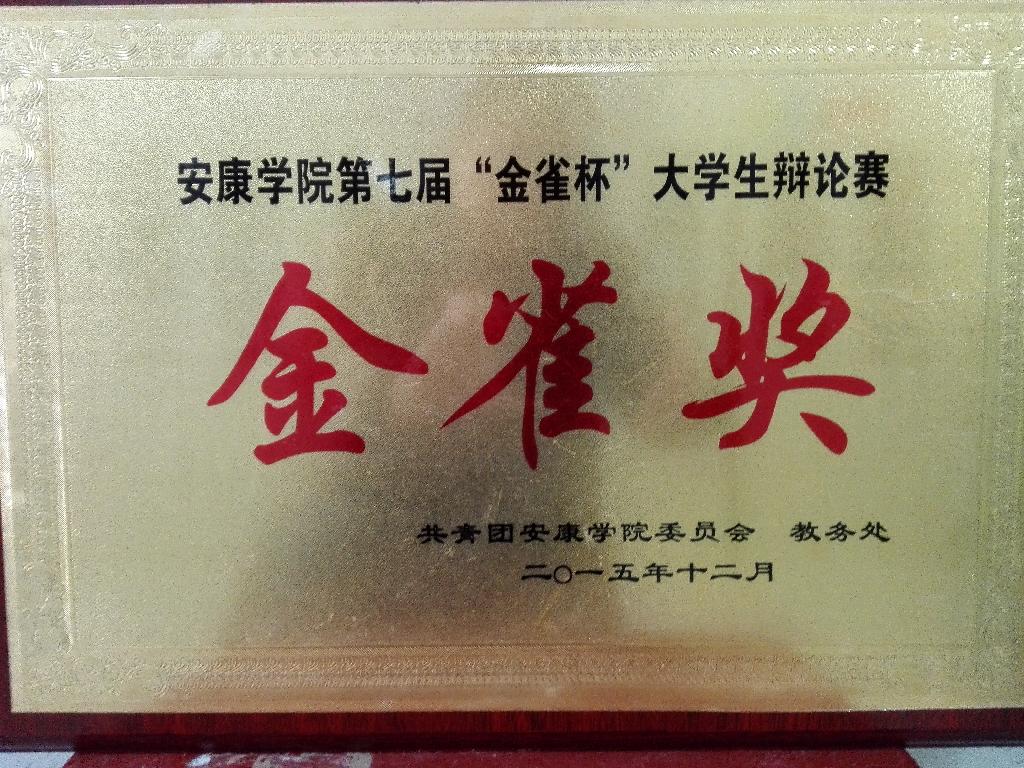 安康学院第七届“金雀杯”大学生辩论赛
金雀奖
共青团安康学院委员会 教务处
二〇一五年十二月